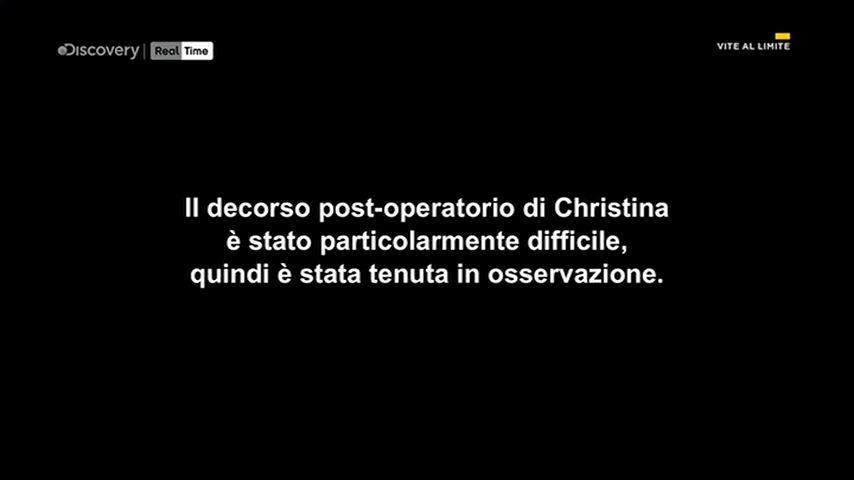 Discovery | Real Time
VITE AL LIMITE
Il decorso post-operatorio di Christina
è stato particolarmente difficile,
quindi è stata tenuta in osservazione.